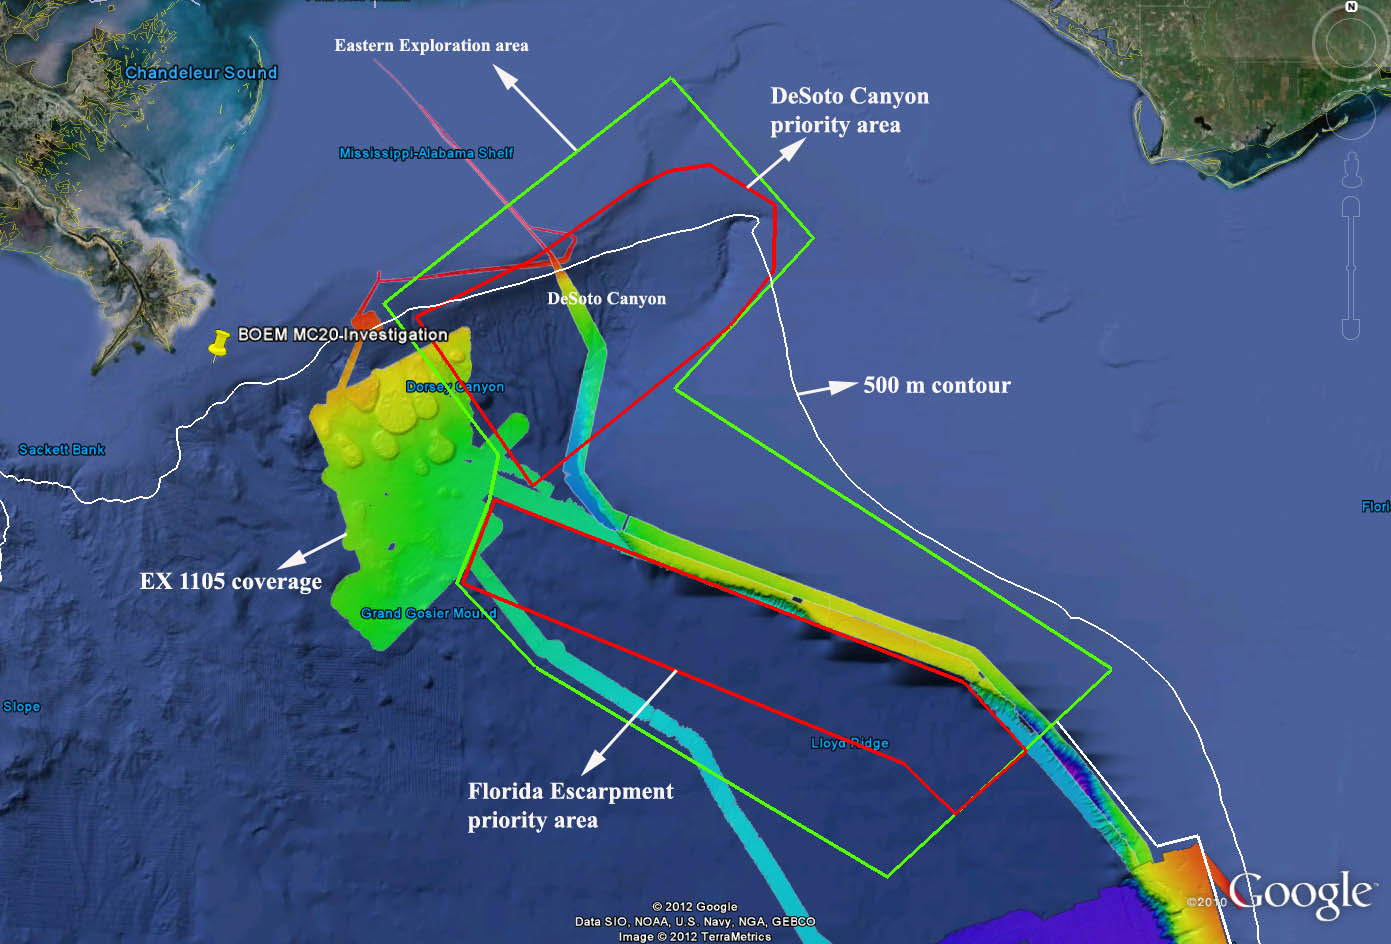 N
Eastern Exploration area
Chandeleur Sound
DeSoto Canyon
priority area
Mississippi-Alabama Shelf
DeSoto Canyon
BOEM MC20 Investigation
Dorsey Canyon
500 m contour
Sackett Bank
Flori
EX 1105 coverage
Grand Gosier Mound
Slope
Lloyd Ridge
Florida Escarpment
priority area
© 2012 Google
Data SIO, NOAA, U.S. Navy, NGA, GEBCO
Image © 2012 TerraMetrics
©2010 Google™